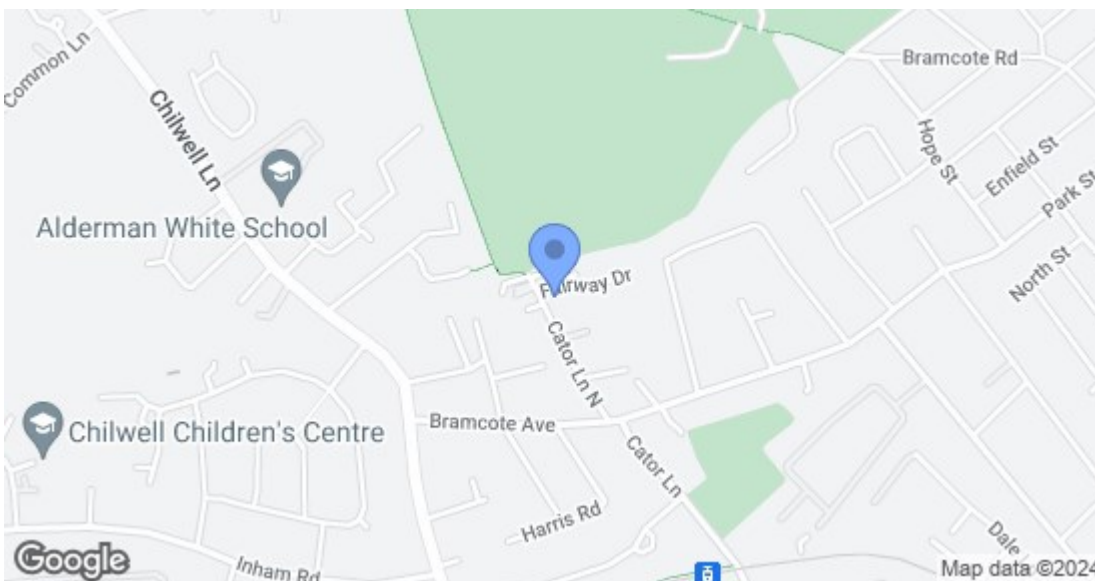 Common Ln
Chilwell Ln
Bramcote Rd
Hope St
Enfield St
Park St
North St
Alderman White School
Fairway Dr
Cator Ln N
Chilwell Children's Centre
Bramcote Ave
Cator Ln
Harris Rd
Inham Rd
Dale
Google
Map data ©2024